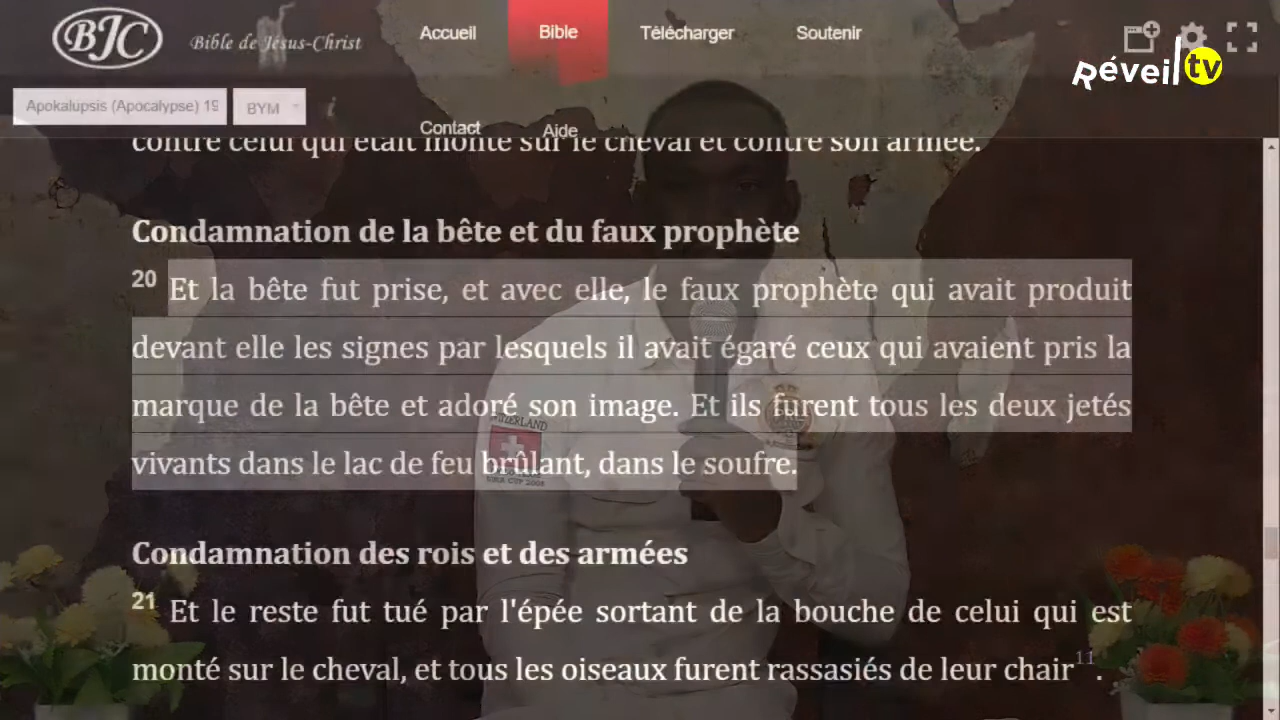 BJC
Bible de Jésus-Christ
Accueil
Bible
Télécharger
Soutenir
Réveil tv
Apokalupsis (Apocalypse) 19
BYM
i
Contact
Aide
contre celui qui était monté sur le cheval et contre son armée.
Condamnation de la bête et du faux prophète
20 Et la bête fut prise, et avec elle, le faux prophète qui avait produit
devant elle les signes par lesquels il avait égaré ceux qui avaient pris la
marque de la bête et adoré son image. Et ils furent tous les deux jetés
vivants dans le lac de feu brûlant, dans le soufre.
Condamnation des rois et des armées
21 Et le reste fut tué par l'épée sortant de la bouche de celui qui est
monté sur le cheval, et tous les oiseaux furent rassasiés de leur chair11.